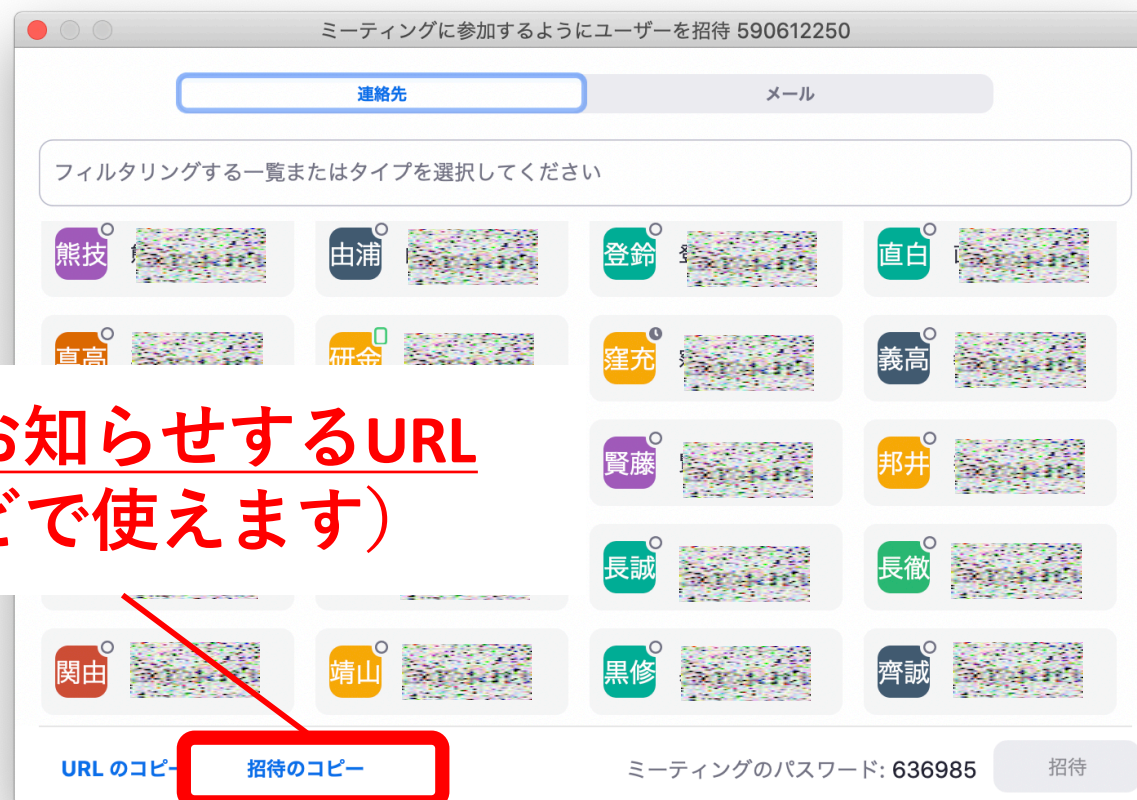 ミーティングに参加するようにユーザーを招待 590612250
連絡先 メール
フィルタリングする一覧またはタイプを選択してください
熊技 由浦 登鈴 直白
真高 研金 窪充 義高
お知らせするURL
賢藤 邦井
どで使えます）
長誠 長徹
関由 靖山 黒修 齊誠
URL のコピー 招待のコピー ミーティングのパスワード: 636985 招待